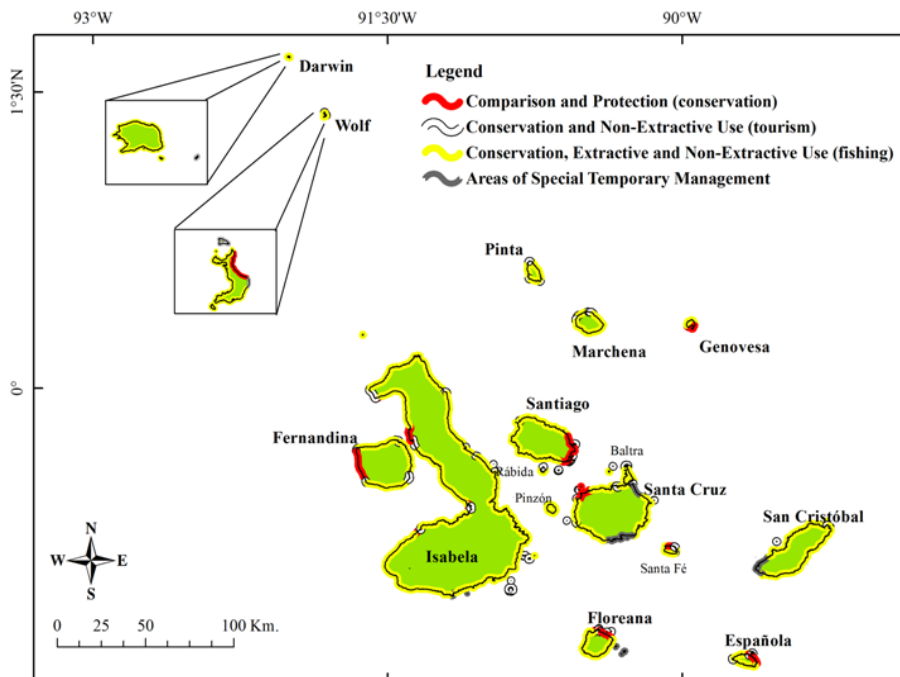 93°W 91°30'W 90°W
1°30'N
Darwin
Wolf
Legend
Comparison and Protection (conservation)
Conservation and Non-Extractive Use (tourism)
Conservation, Extractive and Non-Extractive Use (fishing)
Areas of Special Temporary Management
Pinta
Marchena
Genovesa
0°
Santiago
Fernandina
Baltra
Rábida
Santa Cruz
Pinzón
San Cristóbal
N
W E
S
Isabela
Santa Fé
Floreana
Española
0 25 50 100 Km.